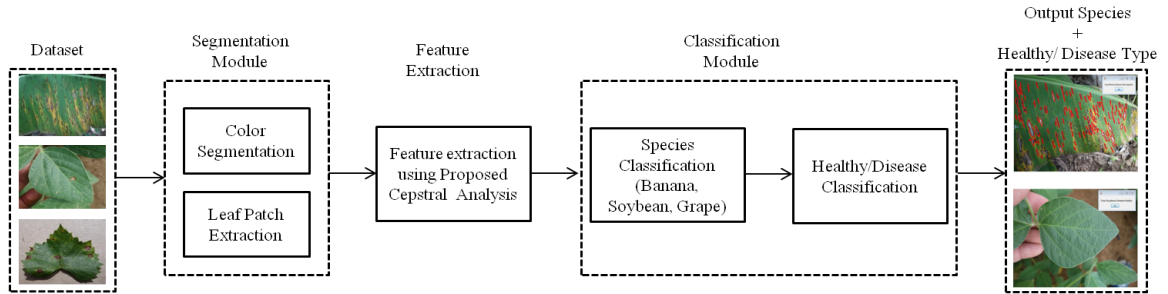 Dataset
Segmentation
Module
Color
Segmentation
Leaf Patch
Extraction
Feature
Extraction
Feature extraction
using Proposed
Cepstral Analysis
Classification
Module
Species
Classification
(Banana,
Soybean, Grape)
Healthy/Disease
Classification
Output Species
+
Healthy/ Disease Type